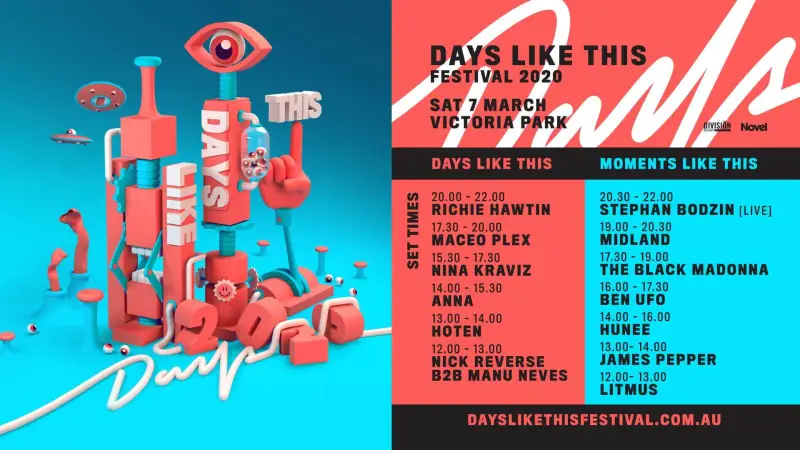 THIS
DAYS
LIKE
2020
Days
DAYS LIKE THIS
FESTIVAL 2020
SAT 7 MARCH
VICTORIA PARK
Days
DIVISION
Novel
DAYS LIKE THIS
MOMENTS LIKE THIS
SET TIMES
20.00 - 22.00
RICHIE HAWTIN
17.30 - 20.00
MACEO PLEX
15.30 - 17.30
NINA KRAVIZ
14.00 - 15.30
ANNA
13.00 - 14.00
HOTEN
12.00 - 13.00
NICK REVERSE
B2B MANU NEVES
20.30 - 22.00
STEPHAN BODZIN [LIVE]
19.00 - 20.30
MIDLAND
17.30 - 19.00
THE BLACK MADONNA
16.00 - 17.30
BEN UFO
14.00 - 16.00
HUNEE
13.00- 14.00
JAMES PEPPER
12.00- 13.00
LITMUS
DAYSLIKETHISFESTIVAL.COM.AU